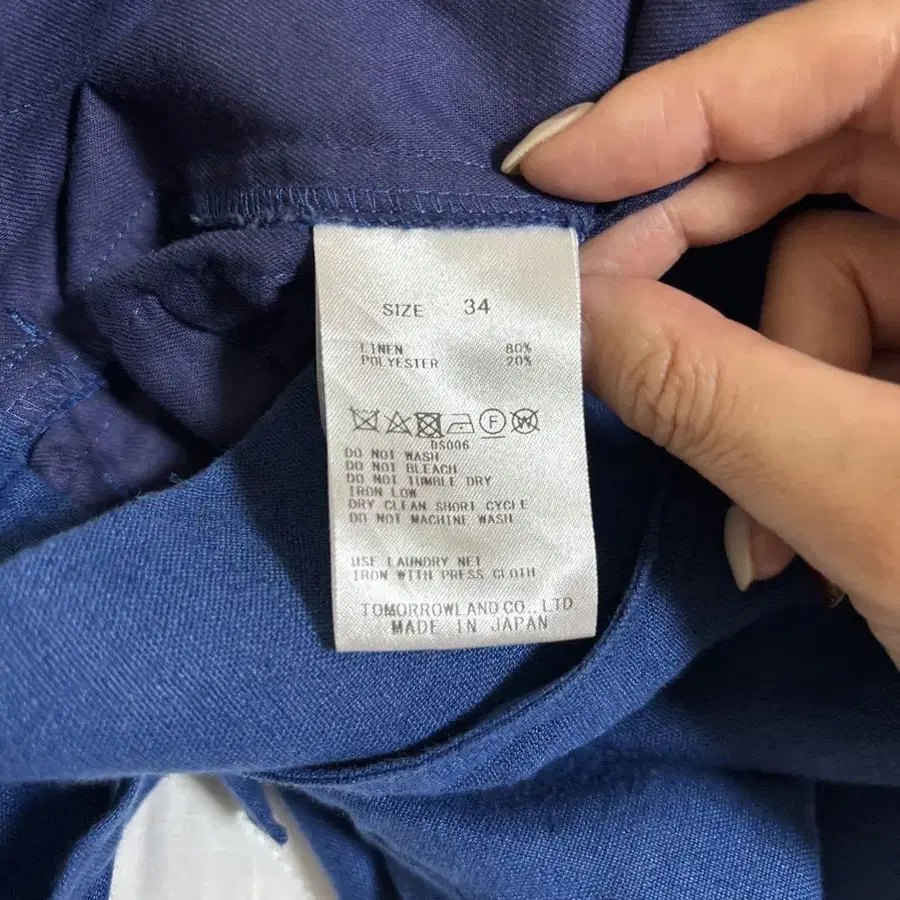 SIZE 34
LINEN 80%
POLYESTER 20%
F W
DS006
DO NOT WASH
DO NOT BLEACH
DO NOT TUMBLE DRY
IRON LOW
DRY CLEAN SHORT CYCLE
DO NOT MACHINE WASH
USE LAUNDRY NET
IRON WITH PRESS CLOTH
TOMORROWLAND CO., LTD
MADE IN JAPAN